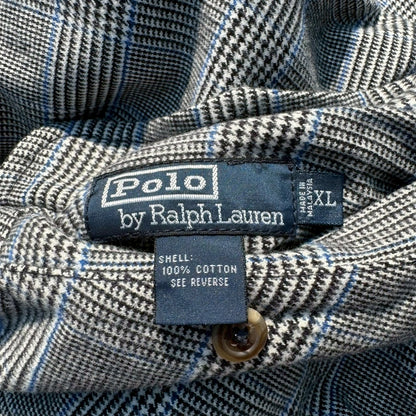 Polo
by Ralph Lauren
MADE IN
MALAYSIA
XL
SHELL:
100% COTTON
SEE REVERSE